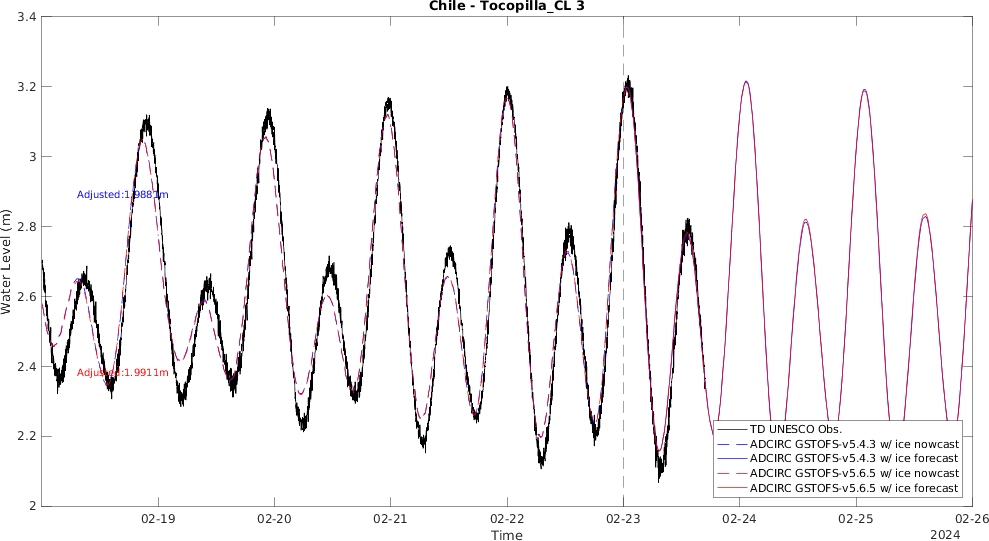 Chile - Tocopilla_CL 3
3.4
3.2
3
2.8
2.6
2.4
2.2
2
Water Level (m)
Adjusted:1.9881m
Adjusted:1.9911m
TD UNESCO Obs.
ADCIRC GSTOFS-v5.4.3 w/ ice nowcast
ADCIRC GSTOFS-v5.4.3 w/ ice forecast
ADCIRC GSTOFS-v5.6.5 w/ ice nowcast
ADCIRC GSTOFS-v5.6.5 w/ ice forecast
02-19 02-20 02-21 02-22 02-23 02-24 02-25 02-26
Time
2024